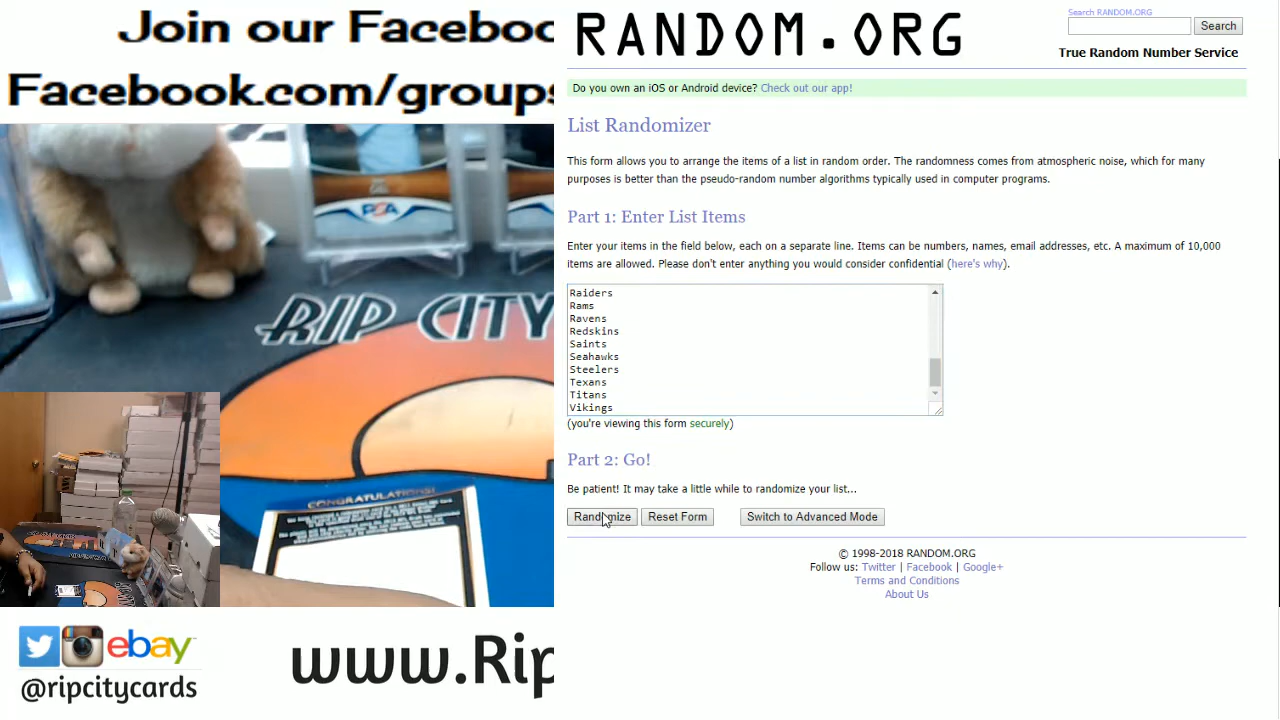 Join our Faceboo
Facebook.com/groups
PSA
RIP CITY
CONGRATULATIONS!
@ripcitycards
ebay
www.Rip
RANDOM.ORG
Search RANDOM.ORG
Search
True Random Number Service
Do you own an iOS or Android device? Check out our app!
List Randomizer
This form allows you to arrange the items of a list in random order. The randomness comes from atmospheric noise, which for many
purposes is better than the pseudo-random number algorithms typically used in computer programs.
Part 1: Enter List Items
Enter your items in the field below, each on a separate line. Items can be numbers, names, email addresses, etc. A maximum of 10,000
items are allowed. Please don't enter anything you would consider confidential (here's why).
Raiders
Rams
Ravens
Redskins
Saints
Seahawks
Steelers
Texans
Titans
Vikings
(you're viewing this form securely)
Part 2: Go!
Be patient! It may take a little while to randomize your list...
Randomize Reset Form Switch to Advanced Mode
© 1998-2018 RANDOM.ORG
Follow us: Twitter | Facebook | Google+
Terms and Conditions
About Us